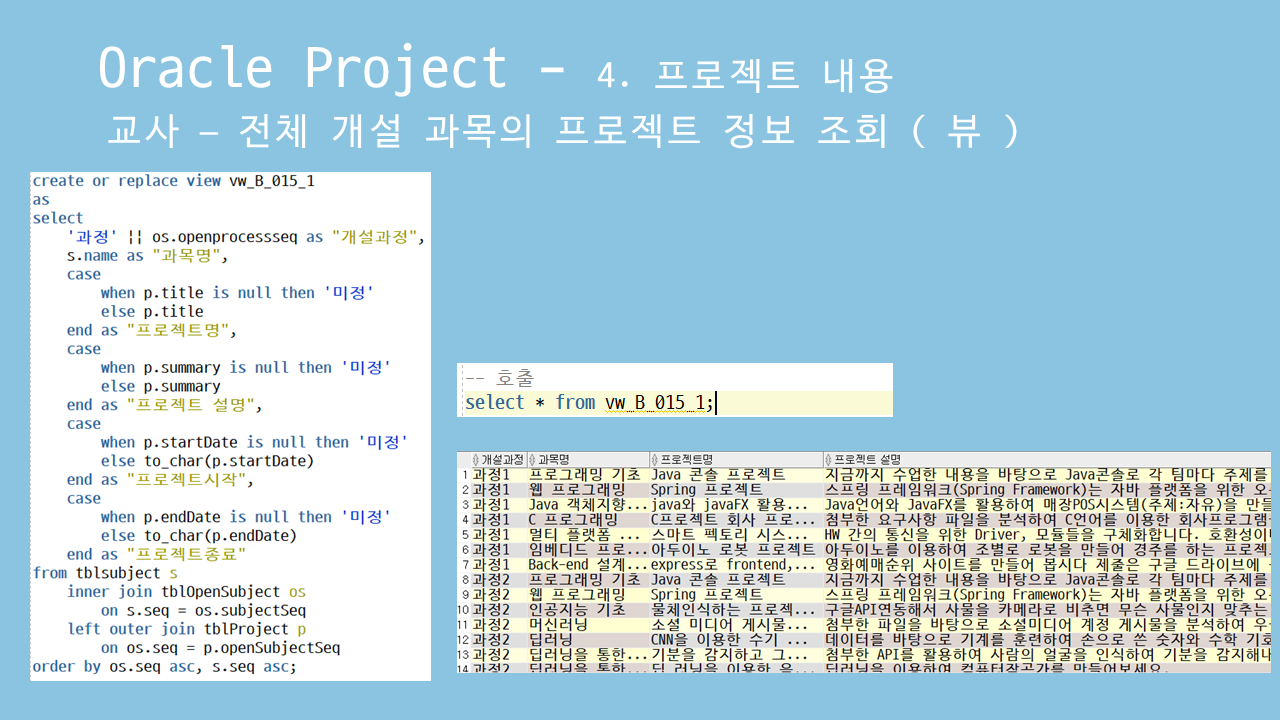 Oracle Project - 4. 프로젝트 내용
교사 – 전체 개설 과목의 프로젝트 정보 조회 ( 뷰 )
create or replace view vw_B_015_1
as
select
'과정' || os.openprocessseq as "개설과정",
s.name as "과목명",
case
when p.title is null then '미정'
else p.title
end as "프로젝트명",
case
when p.summary is null then '미정'
else p.summary
end as "프로젝트 설명",
case
when p.startDate is null then '미정'
else to_char(p.startDate)
end as "프로젝트시작",
case
when p.endDate is null then '미정'
else to_char(p.endDate)
end as "프로젝트종료"
from tblsubject s
inner join tblOpenSubject os
on s.seq = os.subjectSeq
left outer join tblProject p
on os.seq = p.openSubjectSeq
order by os.seq asc, s.seq asc;
-- 호출
select * from vw_B_015_1;
개설과정 과목명 프로젝트명 프로젝트 설명
1 과정1 프로그래밍 기초 Java 콘솔 프로젝트 지금까지 수업한 내용을 바탕으로 Java콘솔로 각 팀마다 주제를
2 과정1 웹 프로그래밍 Spring 프로젝트 스프링 프레임워크(Spring Framework)는 자바 플랫폼을 위한 오
3 과정1 Java 객체지향... java와 javaFX 활용... Java언어와 JavaFX를 활용하여 매장POS시스템(주제:자유)을 만들
4 과정1 C 프로그래밍 C프로젝트 회사 프로... 첨부한 요구사항 파일을 분석하여 C언어를 이용한 회사프로그램
5 과정1 멀티 플랫폼 ... 스마트 펙토리 시스... HW 간의 통신을 위한 Driver, 모듈들을 구체화합니다. 호환성이
6 과정1 임베디드 프로... 아두이노 로봇 프로젝트 아두이노를 이용하여 조별로 로봇을 만들어 경주를 하는 프로젝
7 과정1 Back-end 설계... express로 frontend,... 영화예매순위 사이트를 만들어 봅시다 제줄은 구글 드라이브에
8 과정2 프로그래밍 기초 Java 콘솔 프로젝트 지금까지 수업한 내용을 바탕으로 Java콘솔로 각 팀마다 주제를
9 과정2 웹 프로그래밍 Spring 프로젝트 스프링 프레임워크(Spring Framework)는 자바 플랫폼을 위한 오
10 과정2 인공지능 기초 물체인식하는 프로젝... 구글API연동해서 사물을 카메라로 비추면 무슨 사물인지 맞추는
11 과정2 머신러닝 소셜 미디어 게시물... 첨부한 파일을 바탕으로 소셜미디어 계정 게시물을 분석하여 우
12 과정2 딥러닝 CNN을 이용한 수기 ... 데이터를 바탕으로 기계를 훈련하여 손으로 쓴 숫자와 수학 기호
13 과정2 딥러닝을 통한... 기분을 감지하고 그... 첨부한 API를 활용하여 사람의 얼굴을 인식하여 기분을 감지해내
14 과정2 딥러닝을 통한... 딥 러닝을 이용한 음... 딥러닝을 이용하여 컴퓨터작곡가를 만들어보세요.